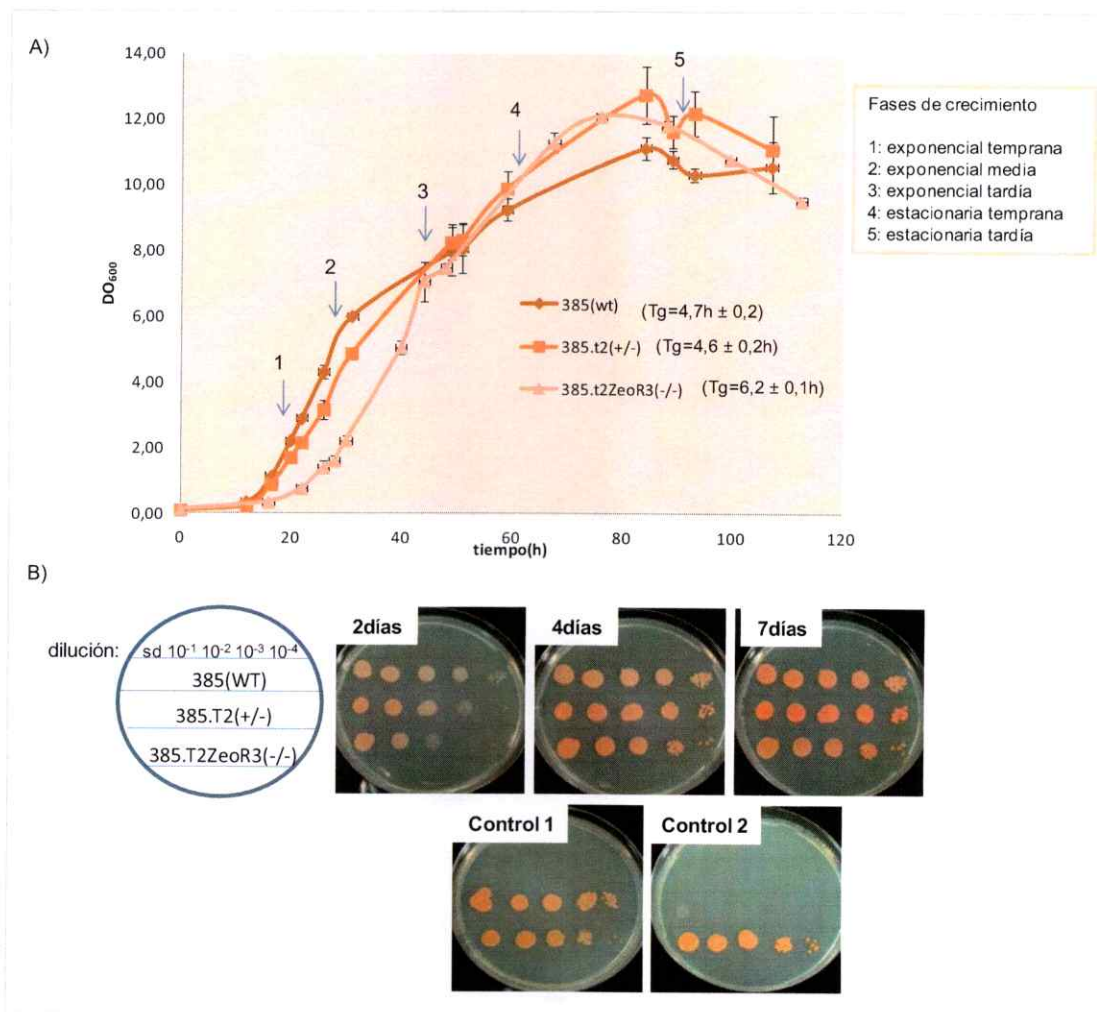 A)
14,00
12,00
10,00
8,00
6,00
4,00
2,00
0,00
DO600
0
20
40
60
80
100
120
tiempo(h)
1
2
3
4
5
385(wt) (Tg=4,7h ± 0,2)
385.t2(+/-) (Tg=4,6 ± 0,2h)
385.t2ZeoR3(-/-) (Tg=6,2 ± 0,1h)
Fases de crecimiento
1: exponencial temprana
2: exponencial media
3: exponencial tardía
4: estacionaria temprana
5: estacionaria tardía
B)
dilución:
sd 10-1 10-2 10-3 10-4
385(WT)
385.T2(+/-)
385.T2ZeoR3(-/-)
2días
4días
7días
Control 1
Control 2